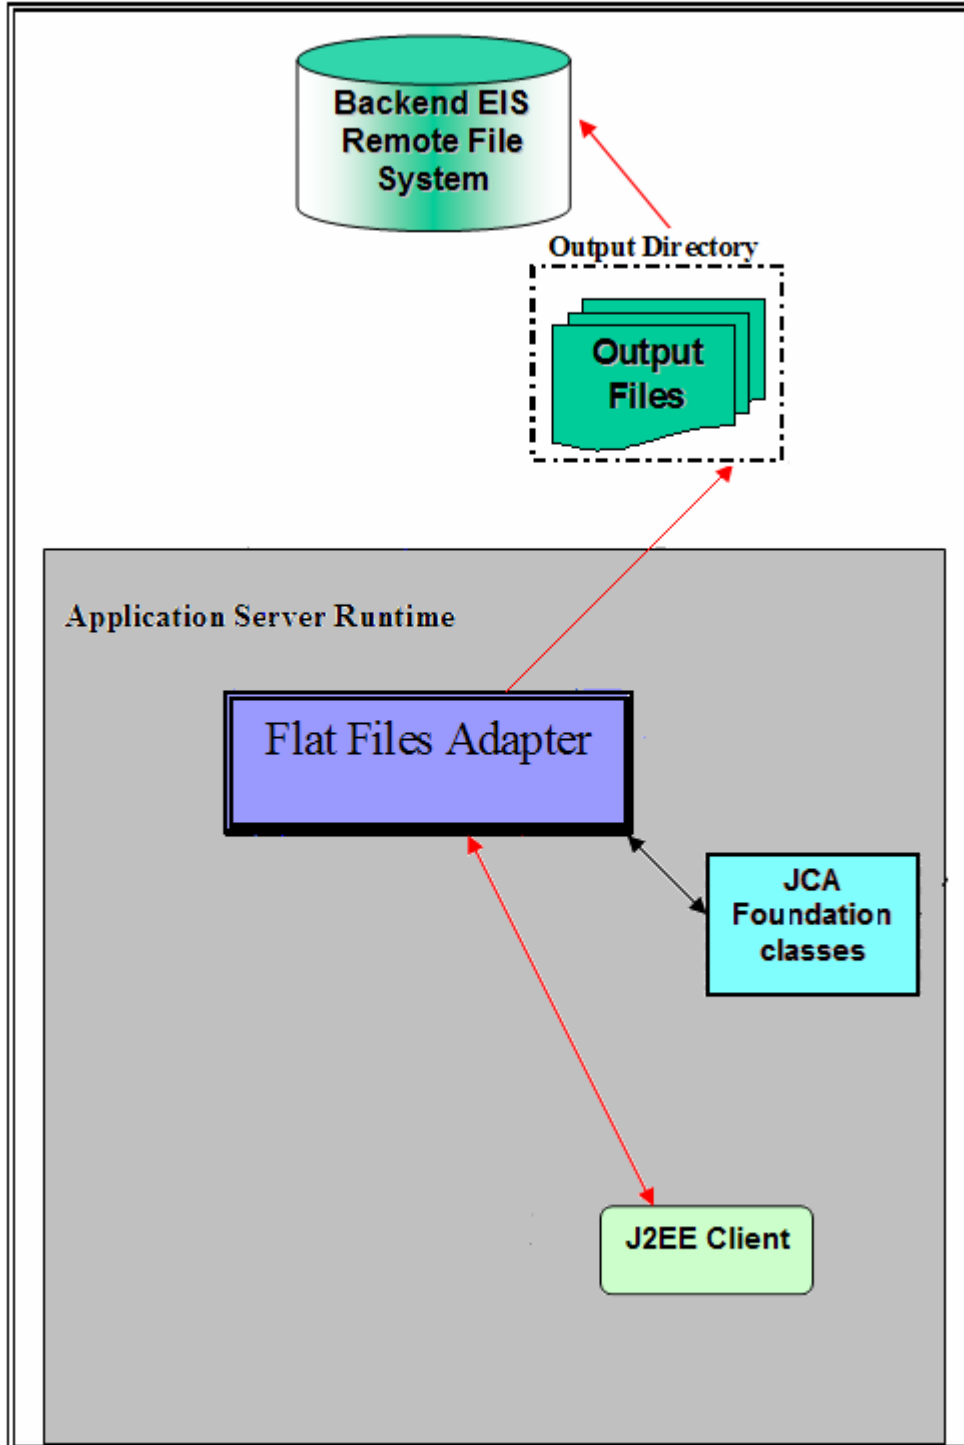 Backend EIS
Remote File
System
Output Directory
Output
Files
Application Server Runtime
Flat Files Adapter
JCA
Foundation
classes
J2EE Client